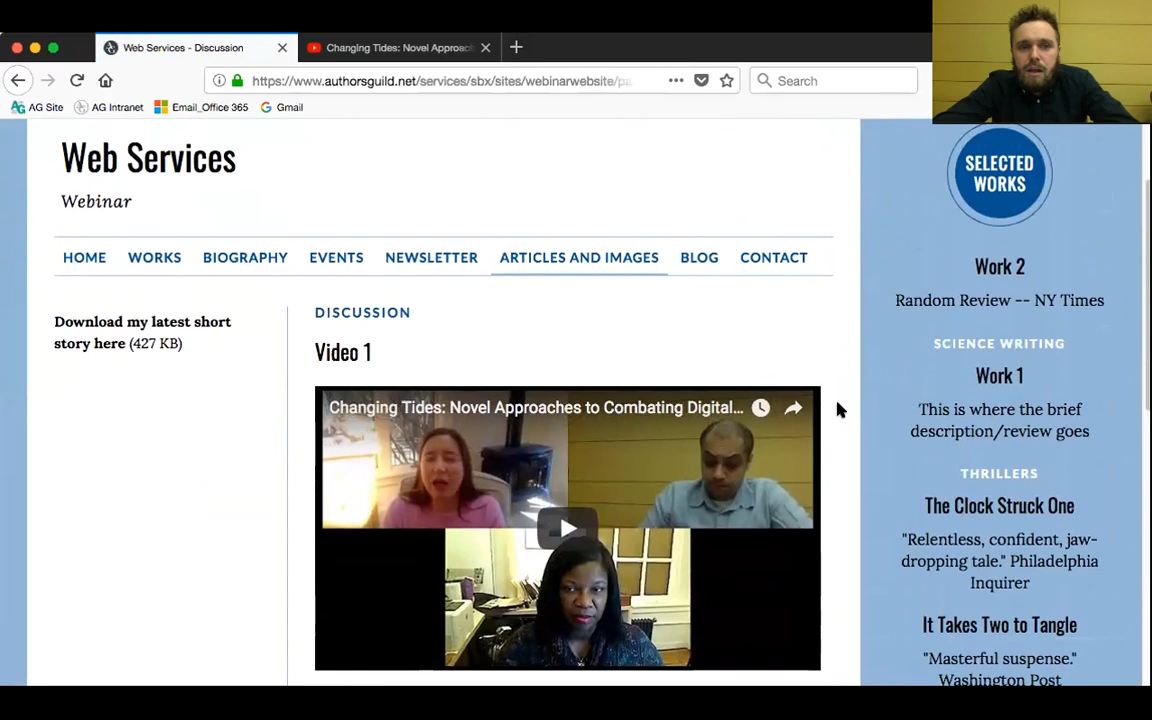 Web Services - Discussion
Changing Tides: Novel Approac
https://www.authorsguild.net/services/sbx/sites/webinarwebsite/pa
Search
AG Site
AG Intranet
Email_Office 365
Gmail
Web Services
Webinar
HOME WORKS BIOGRAPHY EVENTS NEWSLETTER ARTICLES AND IMAGES BLOG CONTACT
Download my latest short
story here (427 KB)
DISCUSSION
Video 1
Changing Tides: Novel Approaches to Combating Digital...
SELECTED
WORKS
Work 2
Random Review -- NY Times
SCIENCE WRITING
Work 1
This is where the brief
description/review goes
THRILLERS
The Clock Struck One
"Relentless, confident, jaw-
dropping tale." Philadelphia
Inquirer
It Takes Two to Tangle
"Masterful suspense."
Washington Post